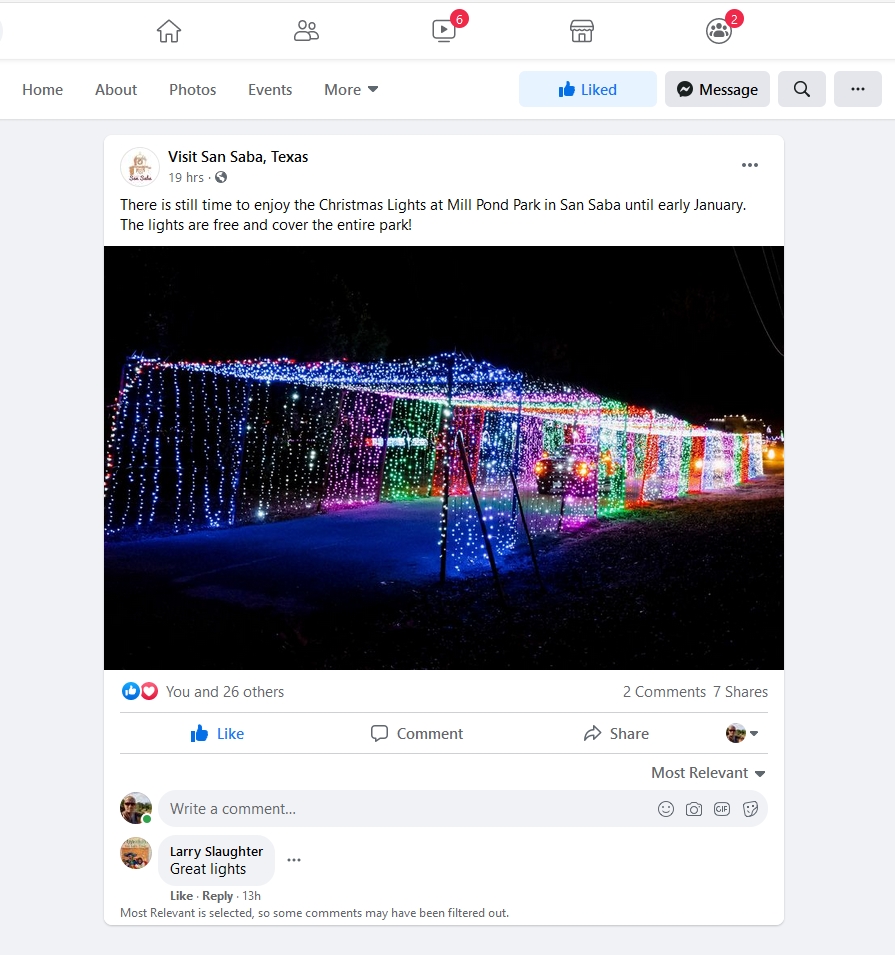 6
2
Home About Photos Events More Liked Message
Visit San Saba, Texas
19 hrs ·
There is still time to enjoy the Christmas Lights at Mill Pond Park in San Saba until early January.
The lights are free and cover the entire park!
You and 26 others 2 Comments 7 Shares
Like Comment Share
Most Relevant
Write a comment... GIF
Larry Slaughter
Great lights
Like · Reply · 13h
Most Relevant is selected, so some comments may have been filtered out.